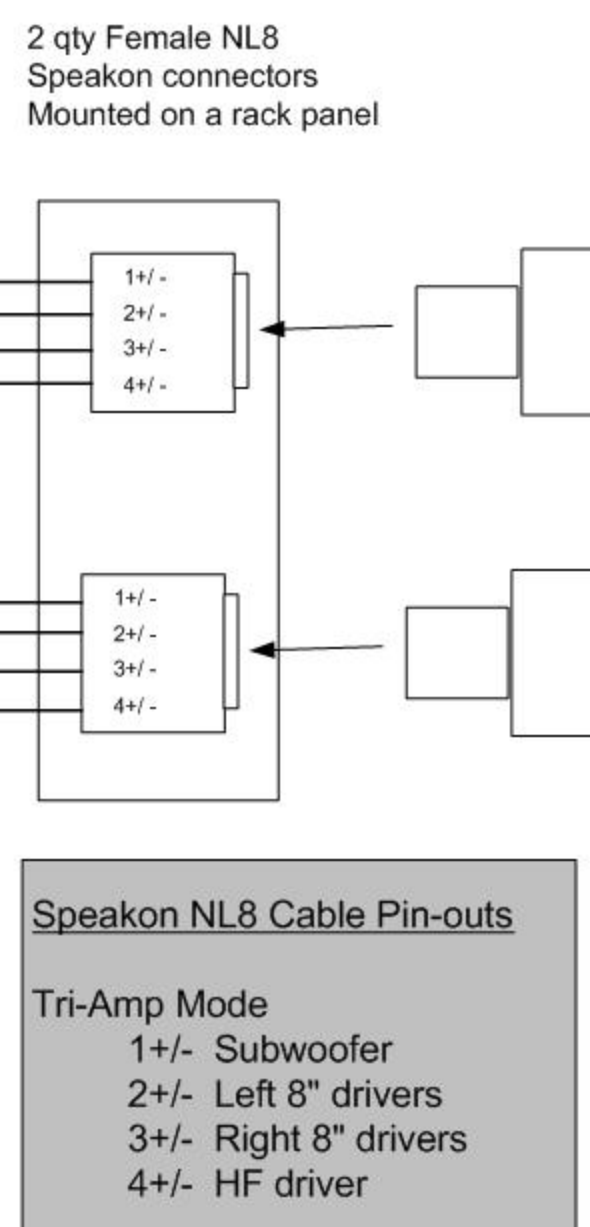 2 qty Female NL8
Speakon connectors
Mounted on a rack panel
1+/ -
2+/ -
3+/ -
4+/ -
1+/ -
2+/ -
3+/ -
4+/ -
Speakon NL8 Cable Pin-outs
Tri-Amp Mode
1+/- Subwoofer
2+/- Left 8" drivers
3+/- Right 8" drivers
4+/- HF driver